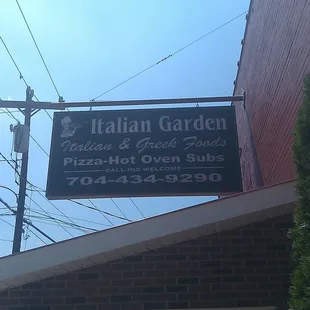 Italian Garden
Italian & Greek Foods
Pizza-Hot Oven Subs
CALL-INS WELCOME
704-434-9290